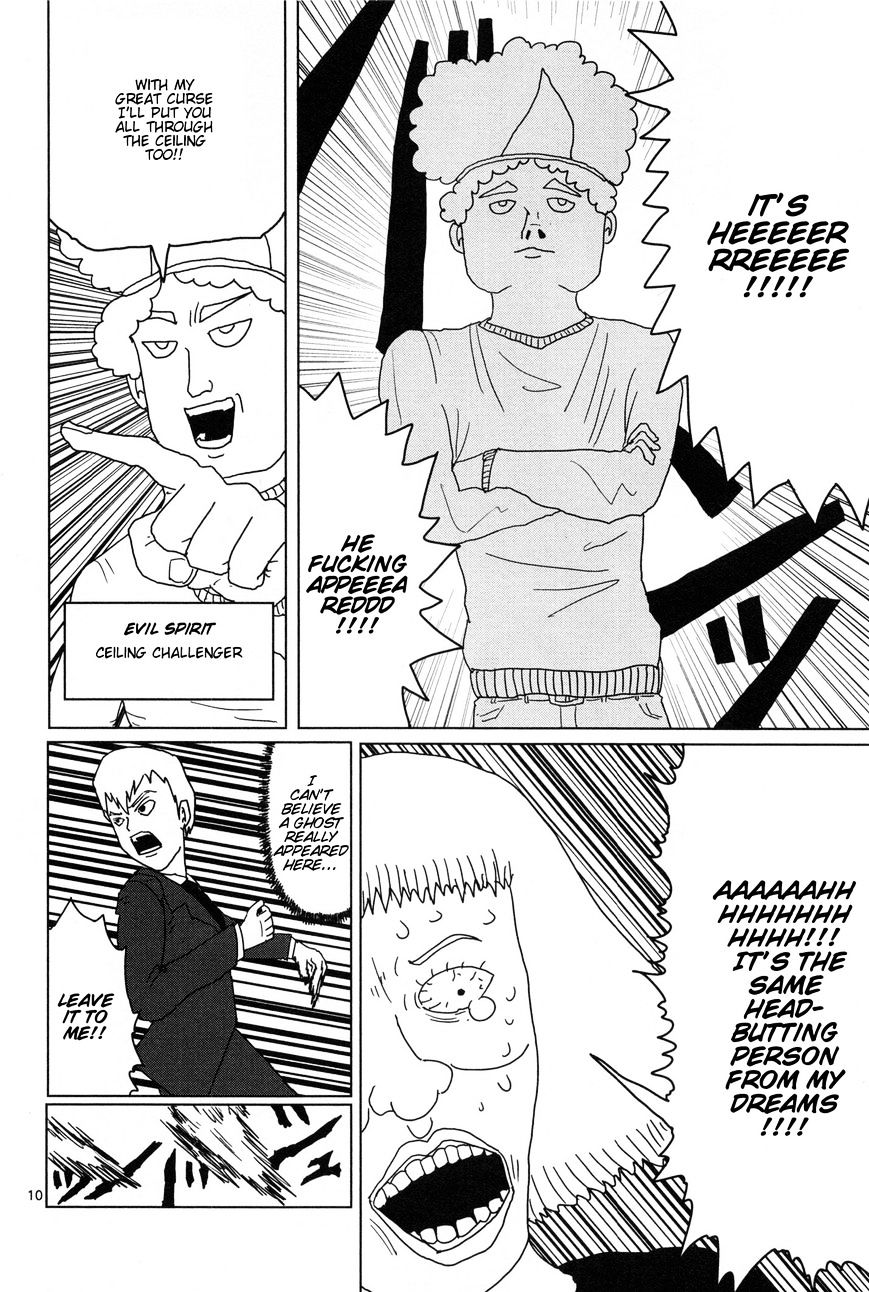 IT'S
HEEEEER
RREEEEE
!!!!!
HE
FUCKING
APPEEEA
REDDD
!!!!
WITH MY
GREAT CURSE
I'LL PUT YOU
ALL THROUGH
THE CEILING
TOO!!
EVIL SPIRIT
CEILING CHALLENGER
AAAAAAHH
HHHHHHHH
HHHH!!!
IT'S THE
SAME
HEAD-
BUTTING
PERSON
FROM MY
DREAMS
!!!!
I
CAN'T
BELIEVE
A GHOST
REALLY
APPEARED
HERE...
LEAVE
IT TO
ME!!
10